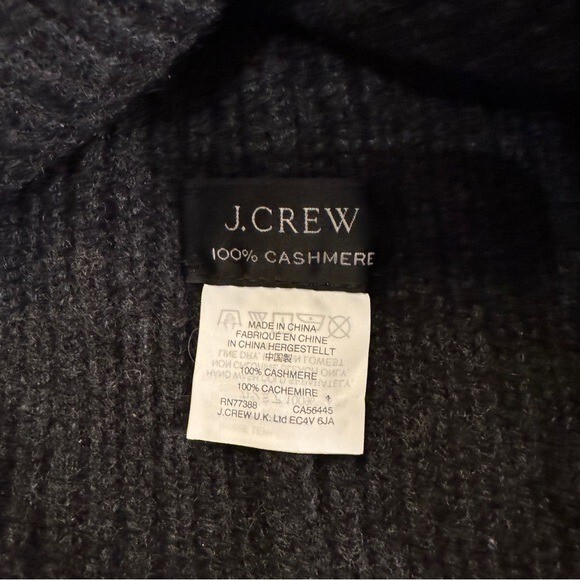 J.CREW
100% CASHMERE
MADE IN CHINA
FABRIQUÉ EN CHINE
IN CHINA HERGESTELLT
中国製
100% CASHMERE
100% CACHEMIRE
RN77388 CA56445
J.CREW U.K. Ltd EC4V 6JA